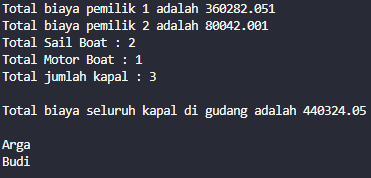 Total biaya pemilik 1 adalah 360282.051
Total biaya pemilik 2 adalah 80042.001
Total Sail Boat : 2
Total Motor Boat : 1
Total jumlah kapal : 3
Total biaya seluruh kapal di gudang adalah 440324.05
Arga
Budi